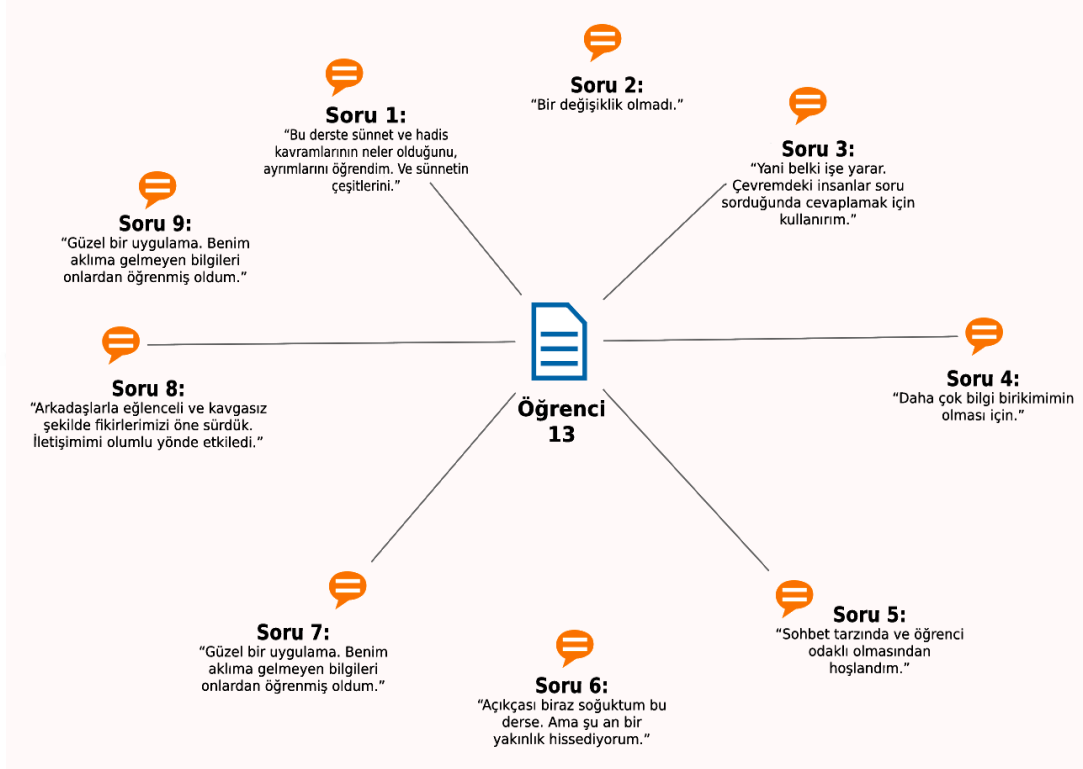 Soru 1:
“Bu derste sünnet ve hadis
kavramlarının neler olduğunu,
ayrımlarını öğrendim. Ve sünnetin
çeşitlerini.”
Soru 2:
“Bir değişiklik olmadı.”
Soru 3:
“Yani belki işe yarar.
Çevremdeki insanlar soru
sorduğunda cevaplamak için
kullanırım.”
Soru 4:
“Daha çok bilgi birikimimin
olması için.”
Soru 5:
“Sohbet tarzında ve öğrenci
odaklı olmasından
hoşlandım.”
Soru 6:
“Açıkçası biraz soğuktum bu
derse. Ama şu an bir
yakınlık hissediyorum.”
Soru 7:
“Güzel bir uygulama. Benim
aklıma gelmeyen bilgileri
onlardan öğrenmiş oldum.”
Soru 8:
“Arkadaşlarla eğlenceli ve kavgasız
şekilde fikirlerimizi öne sürdük.
İletişimimi olumlu yönde etkiledi.”
Soru 9:
“Güzel bir uygulama. Benim
aklıma gelmeyen bilgileri
onlardan öğrenmiş oldum.”
Öğrenci
13